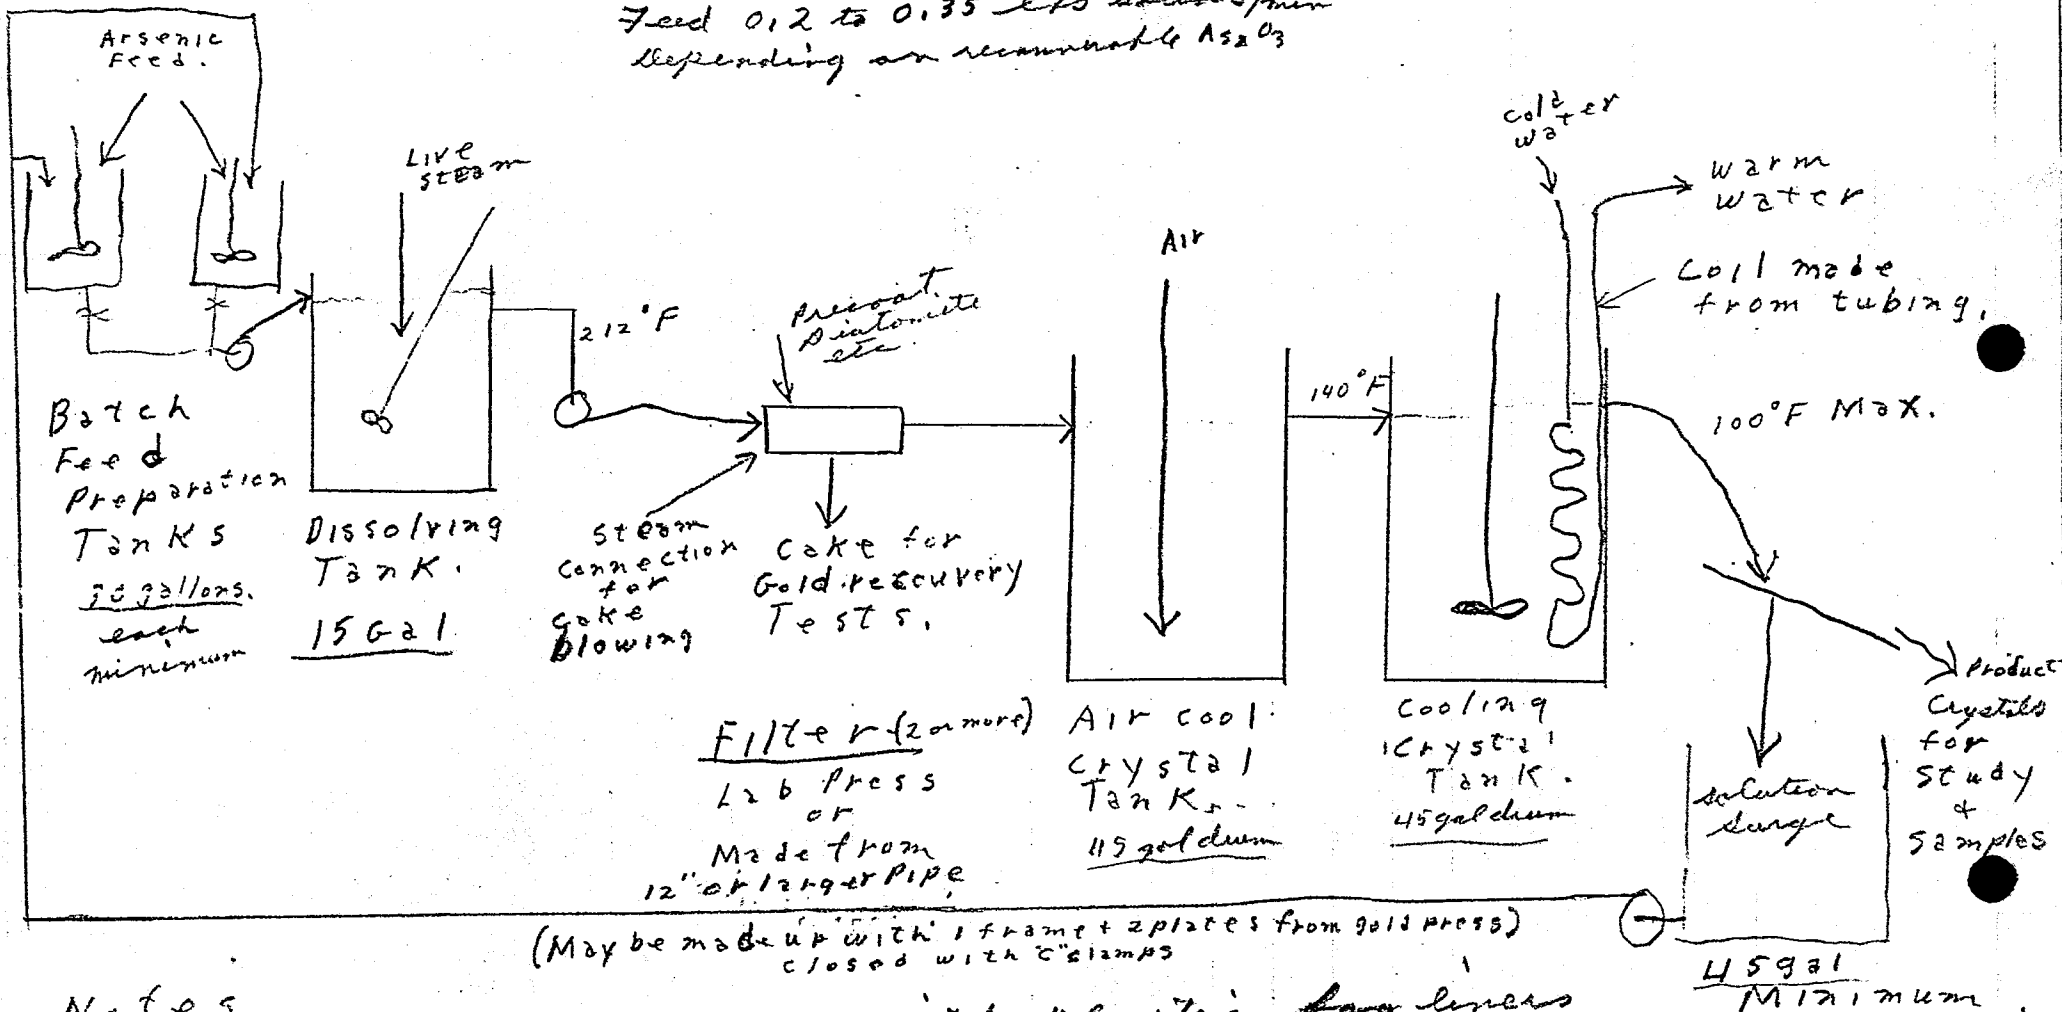 Feed 0.2 to 0.35
Depending on recoverable As2O3
Arsenic
Feed.
Live
steam
212°F
Precoat.
Diatomite
etc.
Air
140°F
cold
water
Warm
Water
Coil made
from tubing.
100°F Max.
Batch
Feed
Preparation
Tanks
gallons.
each
minimum
Dissolving
Tank.
15 Gal
Steam
connection
for
cake
blowing
Cake for
Gold recovery
Tests.
Filter (2 or more)
Lab Press
or
Made from
12" or larger Pipe
(May be made up with 1 frame + 2 plates from gold press)
closed with "C" clamps
Air cool
Crystal
Tanks.
45 gal drum
Cooling
Crystal
Tank.
45 gal drum
Product
Crystals
for
Study
&
Samples
Solution
Surge
45 gal
Minimum
Notes
liners